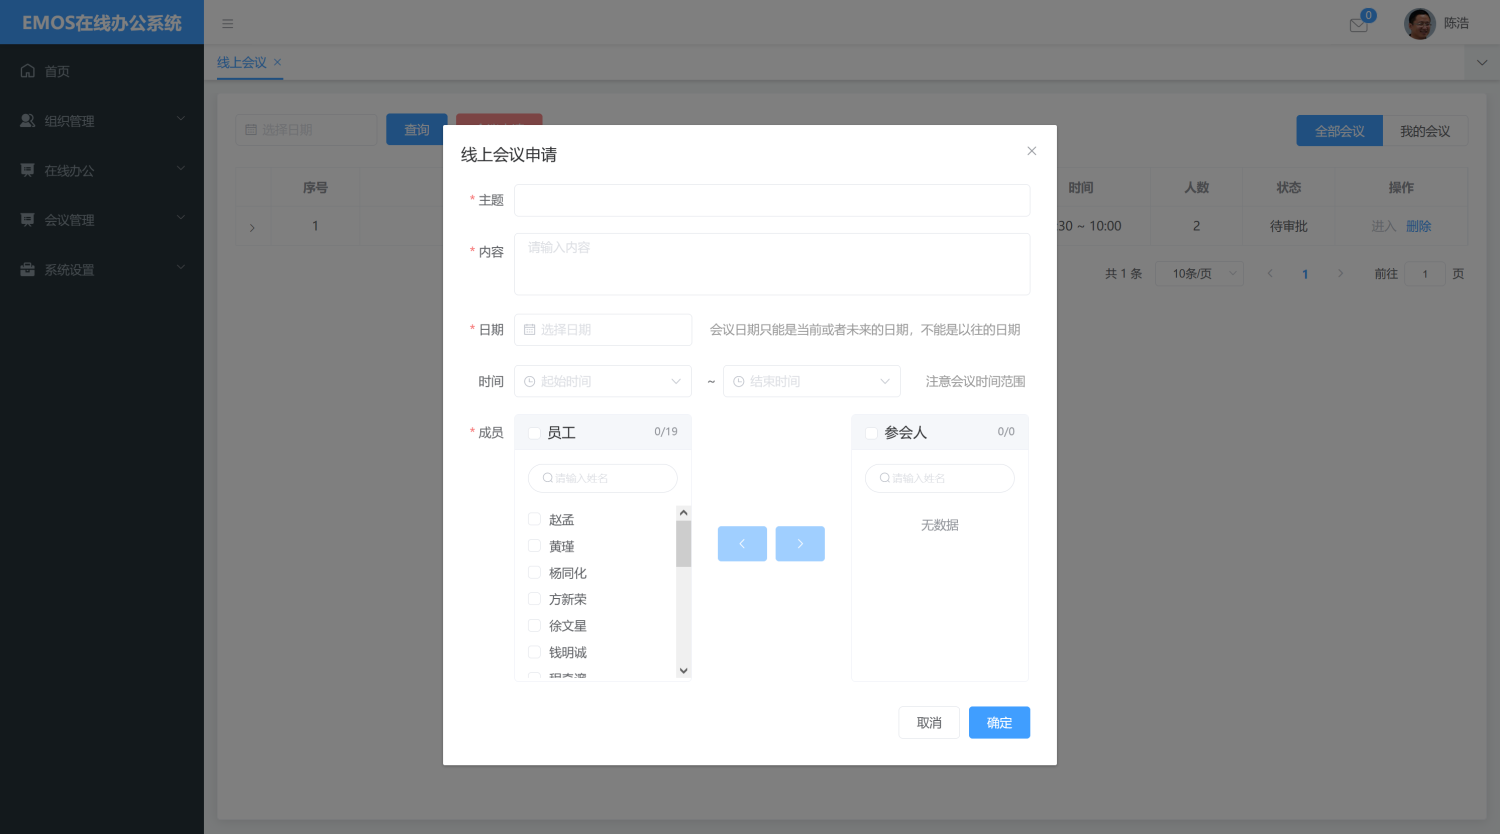 EMOS在线办公系统
0
陈浩
首页
组织管理
在线办公
会议管理
系统设置
线上会议
选择日期
查询
全部会议
我的会议
序号
时间
人数
状态
操作
1
30 ~ 10:00
2
待审批
进入
删除
共 1 条
10条/页
1
前往
1
页
线上会议申请
* 主题
* 内容
请输入内容
* 日期
选择日期
会议日期只能是当前或者未来的日期，不能是以往的日期
时间
起始时间
~
结束时间
注意会议时间范围
* 成员
员工
0/19
请输入姓名
赵孟
黄瑾
杨同化
方新荣
徐文星
钱明诚
参会人
0/0
请输入姓名
无数据
取消
确定